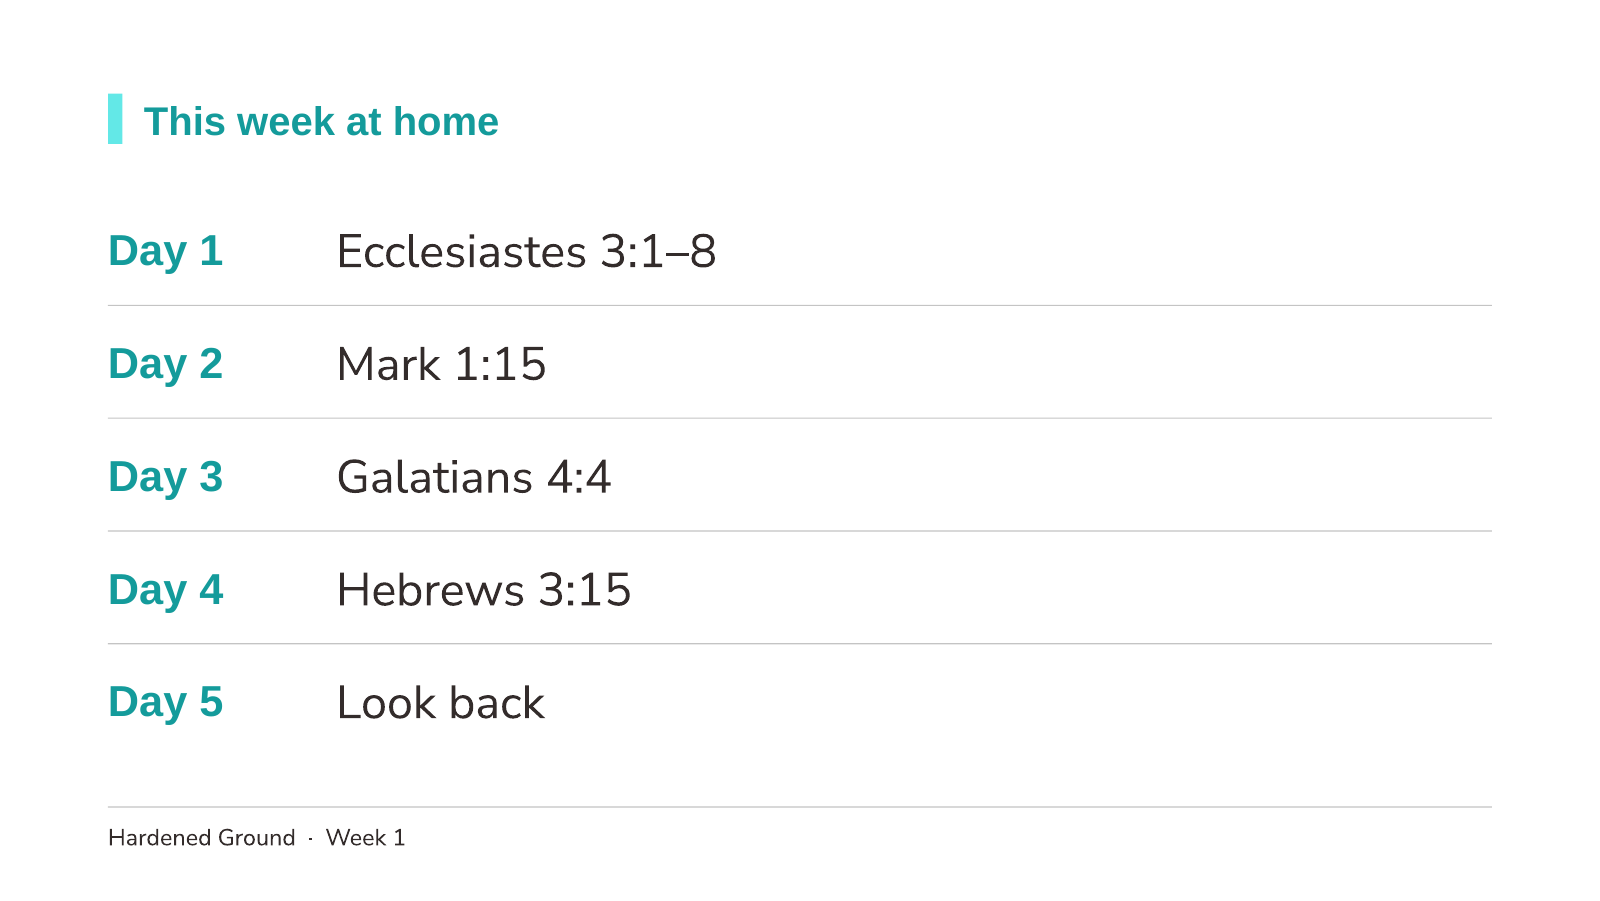 This week at home
Day 1 Ecclesiastes 3:1–8
Day 2 Mark 1:15
Day 3 Galatians 4:4
Day 4 Hebrews 3:15
Day 5 Look back
Hardened Ground · Week 1